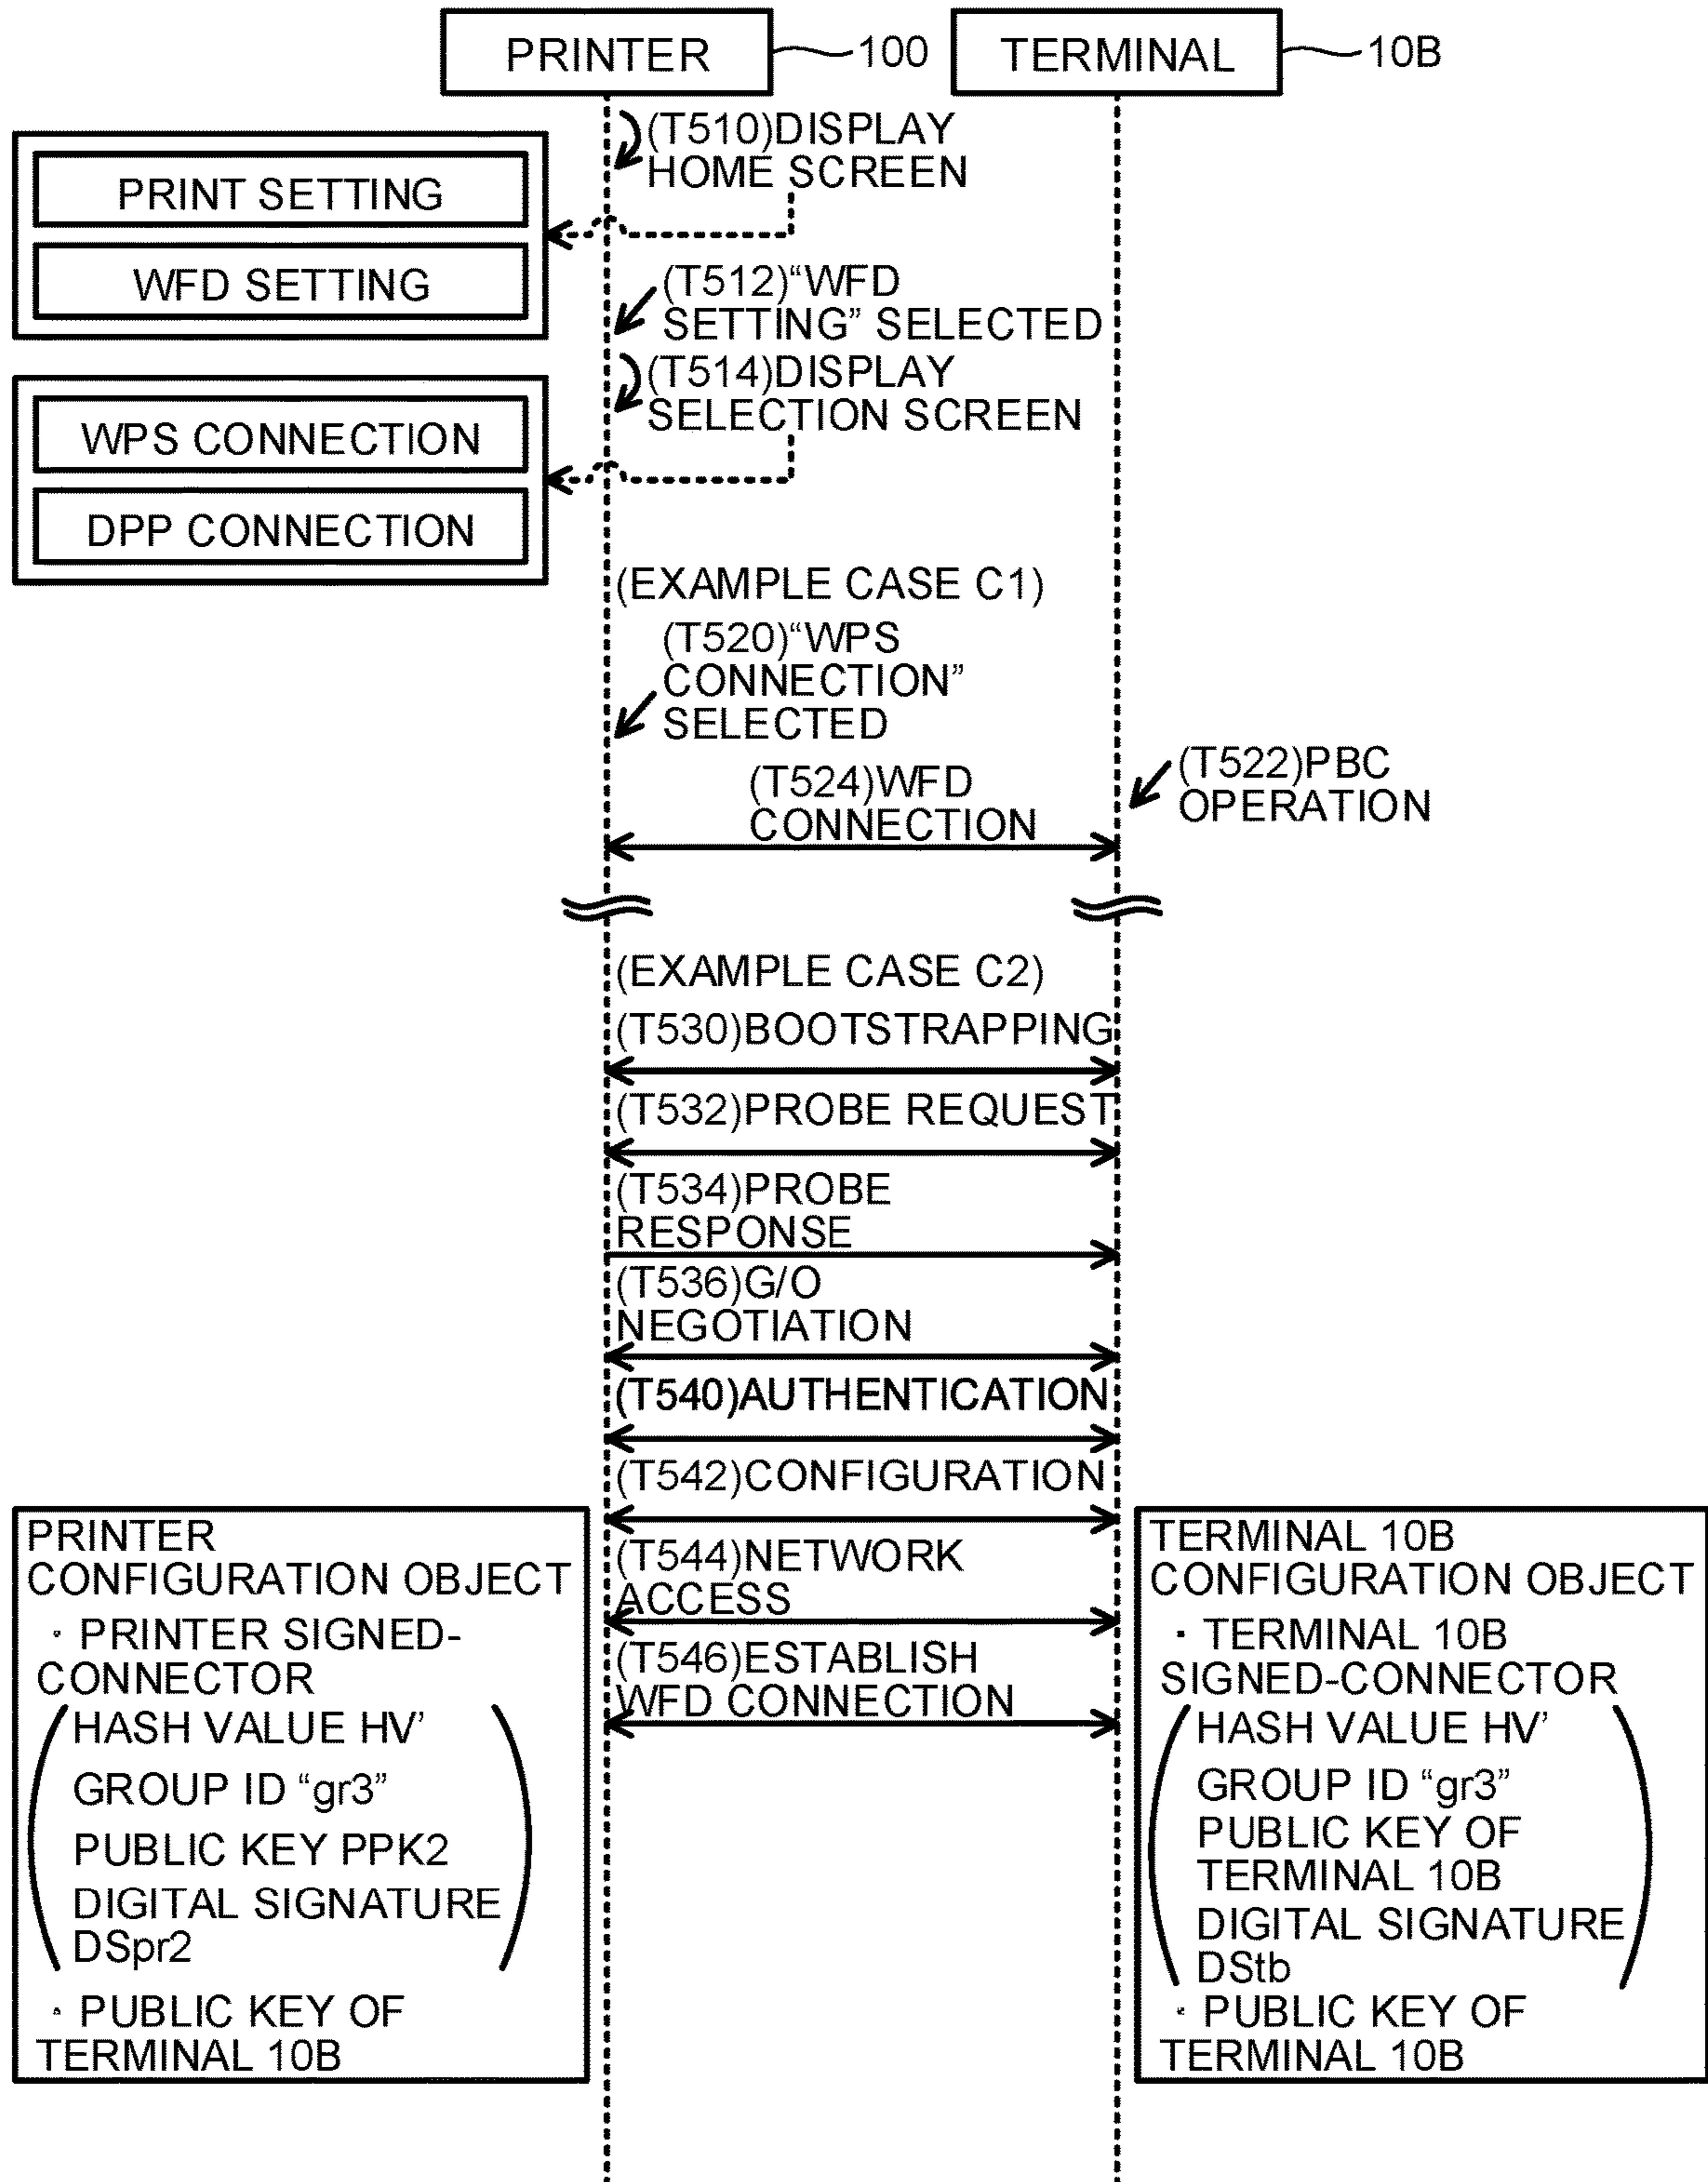 PRINTER
100
TERMINAL
10B
(T510)DISPLAY
HOME SCREEN
PRINT SETTING
WFD SETTING
(T512)“WFD
SETTING” SELECTED
(T514)DISPLAY
SELECTION SCREEN
WPS CONNECTION
DPP CONNECTION
(EXAMPLE CASE C1)
(T520)“WPS
CONNECTION”
SELECTED
(T522)PBC
OPERATION
(T524)WFD
CONNECTION
(EXAMPLE CASE C2)
(T530)BOOTSTRAPPING
(T532)PROBE REQUEST
(T534)PROBE
RESPONSE
(T536)G/O
NEGOTIATION
(T540)AUTHENTICATION
(T542)CONFIGURATION
(T544)NETWORK
ACCESS
(T546)ESTABLISH
WFD CONNECTION
PRINTER
CONFIGURATION OBJECT
· PRINTER SIGNED-
CONNECTOR
HASH VALUE HV’
GROUP ID “gr3”
PUBLIC KEY PPK2
DIGITAL SIGNATURE
DSpr2
· PUBLIC KEY OF
TERMINAL 10B
TERMINAL 10B
CONFIGURATION OBJECT
· TERMINAL 10B
SIGNED-CONNECTOR
HASH VALUE HV’
GROUP ID “gr3”
PUBLIC KEY OF
TERMINAL 10B
DIGITAL SIGNATURE
DStb
· PUBLIC KEY OF
TERMINAL 10B